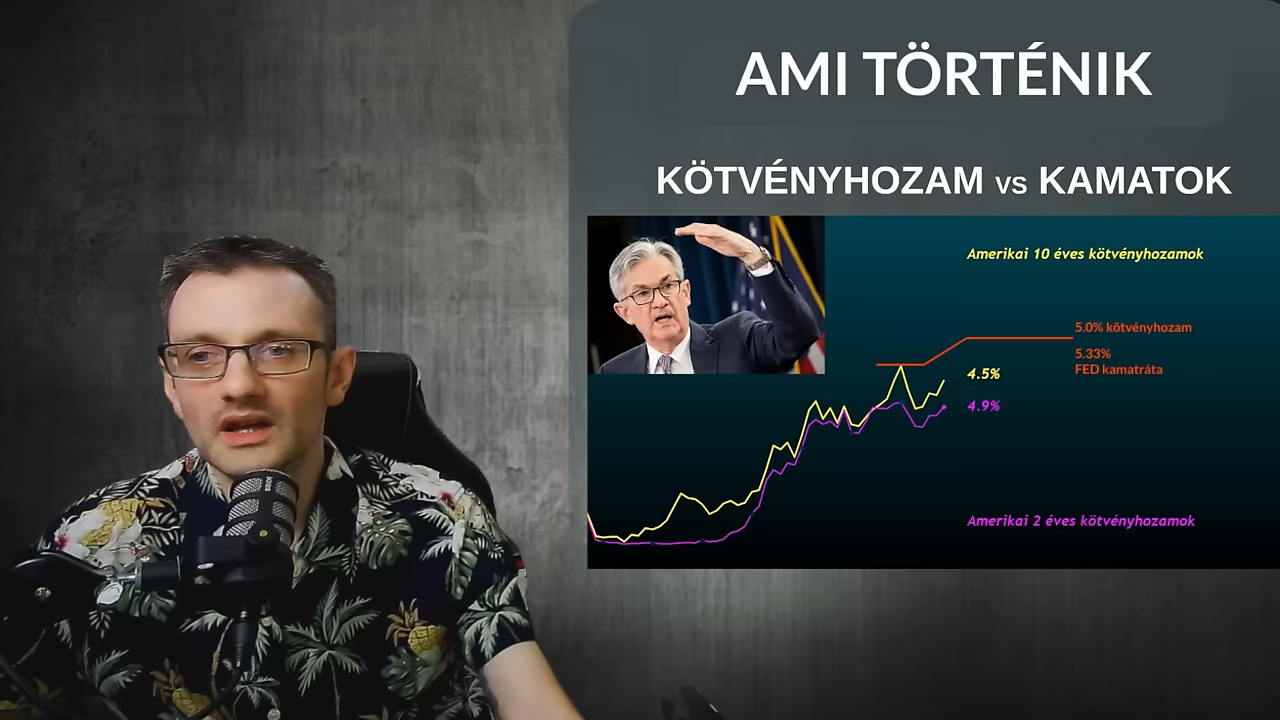 AMI TÖRTÉNIK
KÖTVÉNYHOZAM VS KAMATOK
Amerikai 10 éves kötvényhozamok
5.0% kötvényhozam
5.33%
FED kamatráta
4.5%
4.9%
Amerikai 2 éves kötvényhozamok